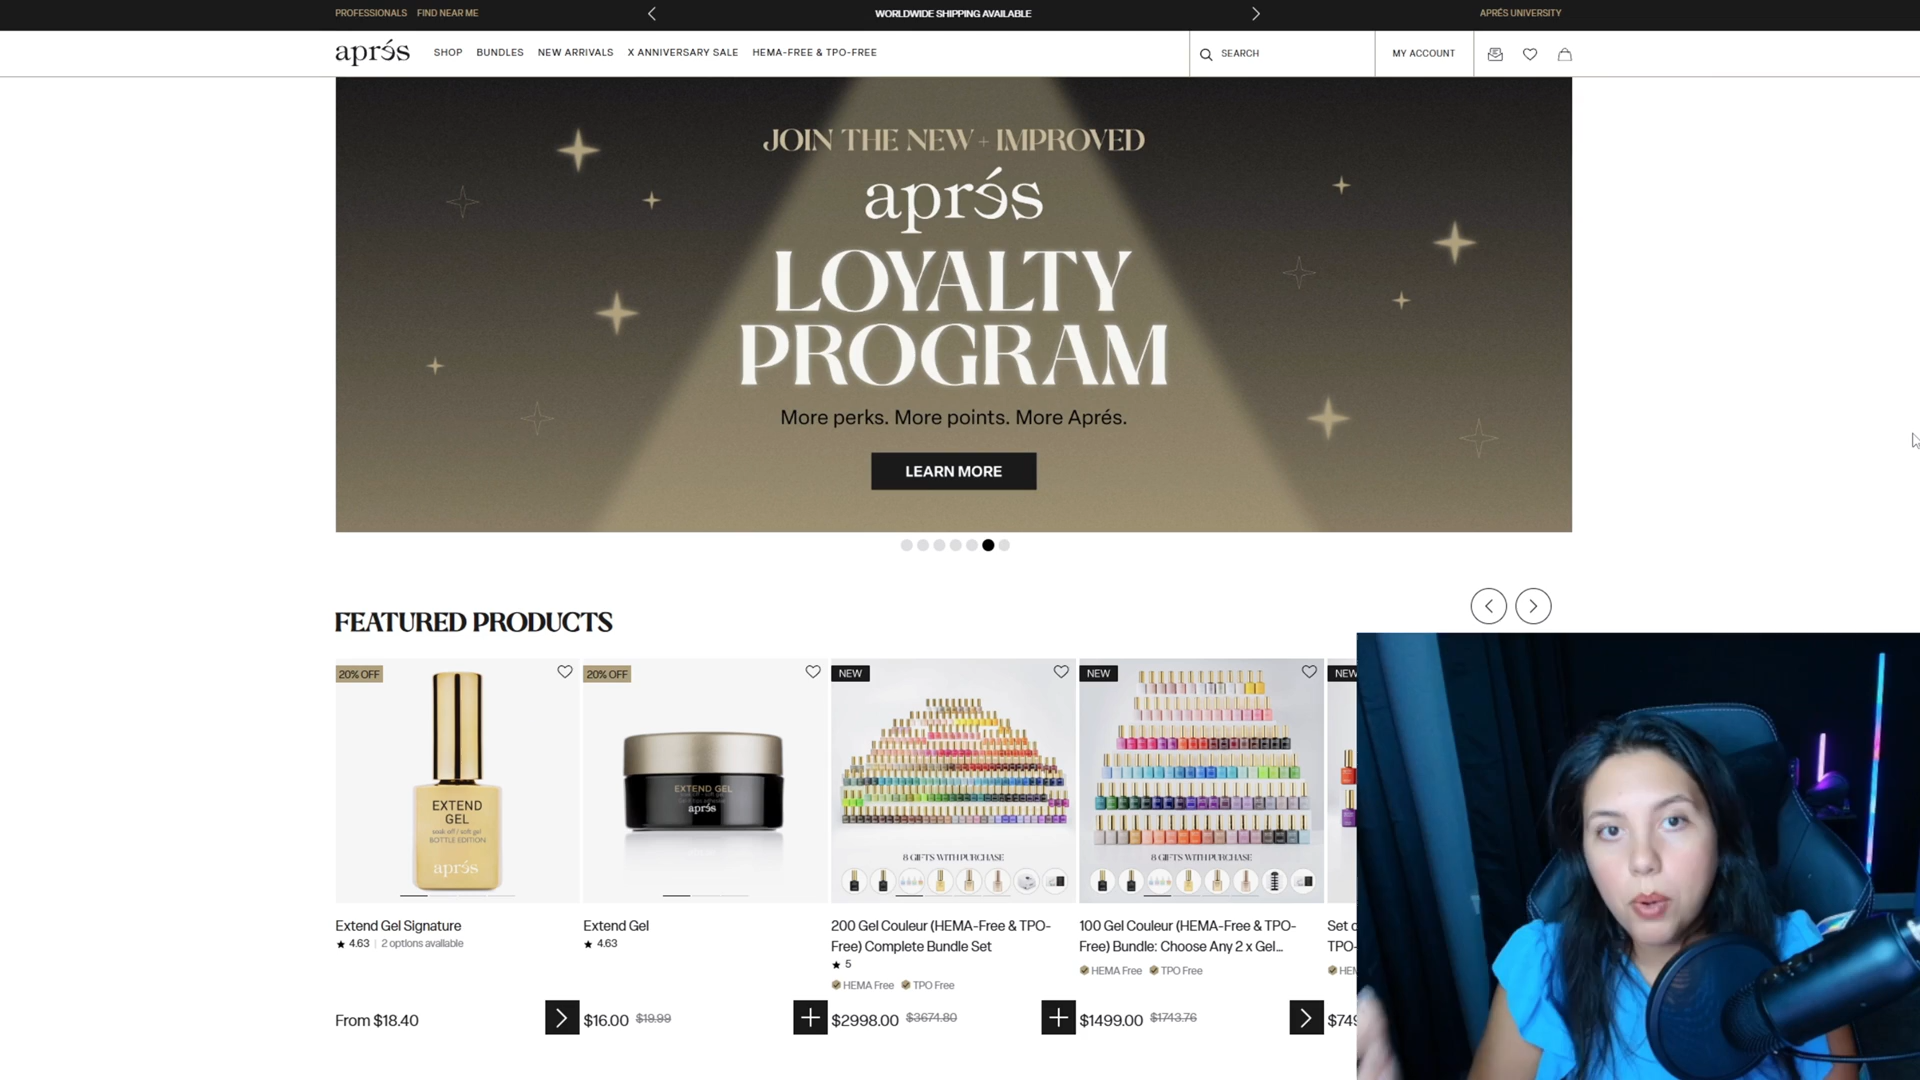 PROFESSIONALS FIND NEAR ME
WORLDWIDE SHIPPING AVAILABLE
APRÉS UNIVERSITY
aprés
SHOP BUNDLES NEW ARRIVALS X ANNIVERSARY SALE HEMA-FREE & TPO-FREE
SEARCH
MY ACCOUNT
JOIN THE NEW + IMPROVED
aprés
LOYALTY
PROGRAM
More perks. More points. More Aprés.
LEARN MORE
FEATURED PRODUCTS
20% OFF
EXTEND
GEL
soak off / soft gel
BOTTLE EDITION
aprés
Extend Gel Signature
★ 4.63 | 2 options available
From $18.40
20% OFF
EXTEND GEL
aprés
Extend Gel
★ 4.63
$16.00 $19.99
NEW
8 GIFTS WITH PURCHASE
200 Gel Couleur (HEMA-Free & TPO-
Free) Complete Bundle Set
★ 5
HEMA Free TPO Free
$2998.00 $3674.80
NEW
8 GIFTS WITH PURCHASE
100 Gel Couleur (HEMA-Free & TPO-
Free) Bundle: Choose Any 2 x Gel...
HEMA Free TPO Free
$1499.00 $1743.76
NEW
Set
TPO-